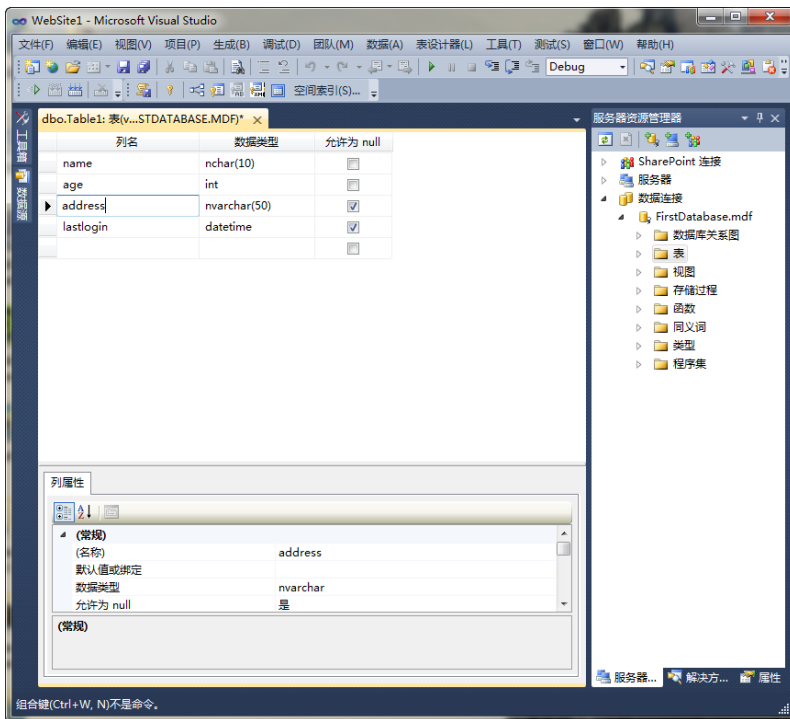 WebSite1 - Microsoft Visual Studio
文件(F) 编辑(E) 视图(V) 项目(P) 生成(B) 调试(D) 团队(M) 数据(A) 表设计器(L) 工具(T) 测试(S) 窗口(W) 帮助(H)
Debug
空间索引(S)...
工具箱
数据源
dbo.Table1: 表(v...STDATABASE.MDF)*
列名 数据类型 允许为 null
name nchar(10)
age int
address nvarchar(50)
lastlogin datetime
列属性
(常规)
(名称) address
默认值或绑定
数据类型 nvarchar
允许为 null 是
(常规)
服务器资源管理器
SharePoint 连接
服务器
数据连接
FirstDatabase.mdf
数据库关系图
表
视图
存储过程
函数
同义词
类型
程序集
服务器... 解决方... 属性
组合键(Ctrl+W, N)不是命令。